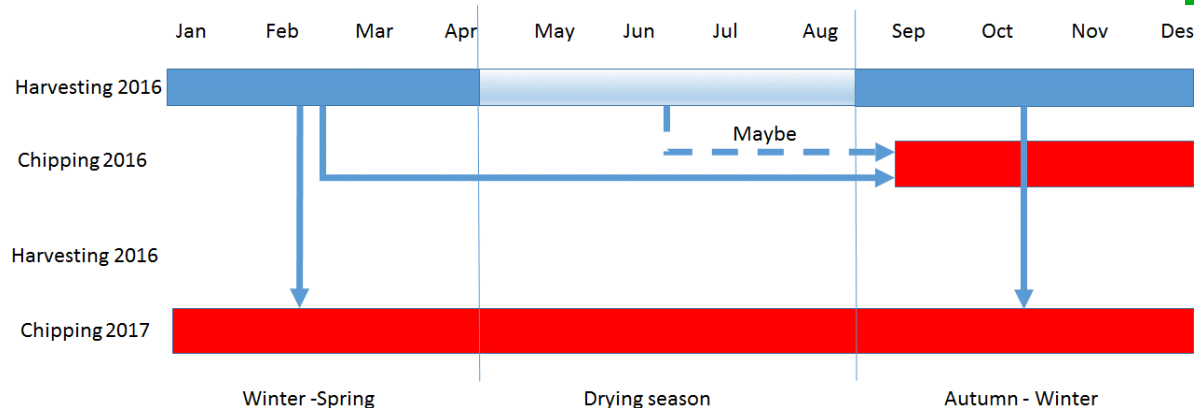 Jan Feb Mar Apr May Jun Jul Aug Sep Oct Nov Des
Harvesting 2016
Maybe
Chipping 2016
Harvesting 2016
Chipping 2017
Winter -Spring Drying season Autumn - Winter